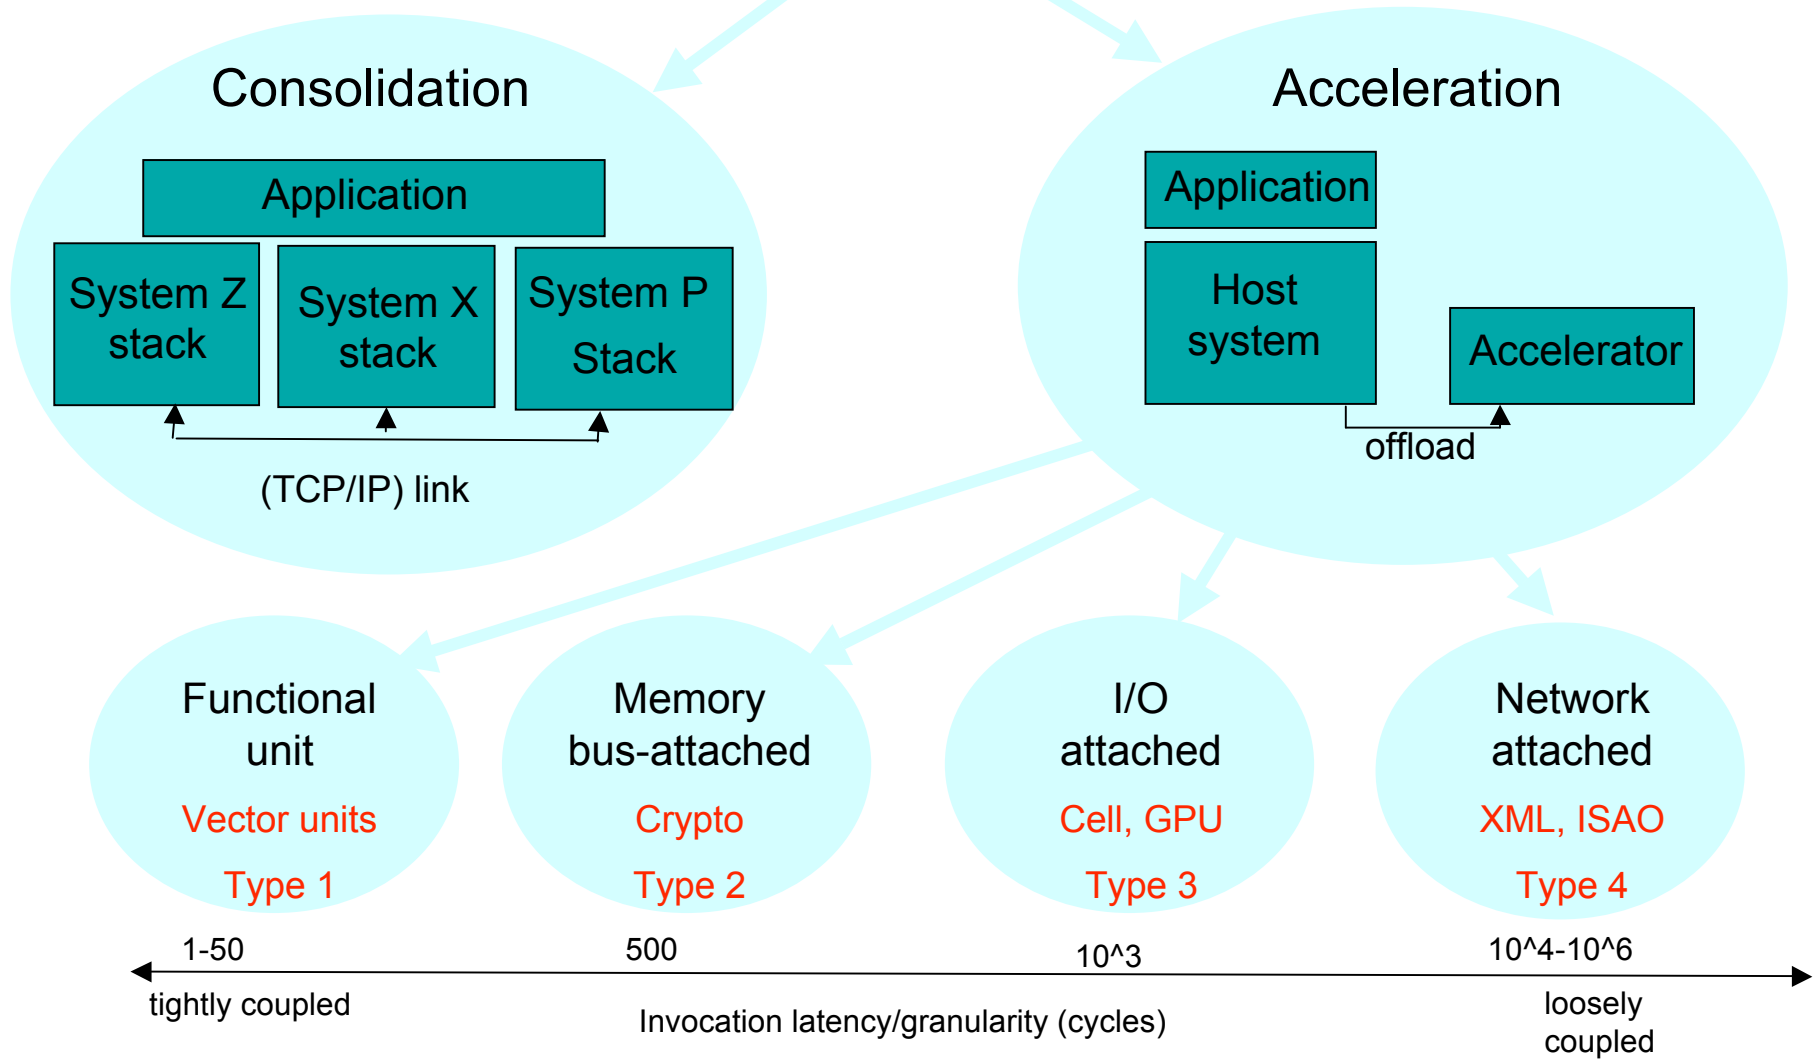 Consolidation
Application
System Z
stack
System X
stack
System P
Stack
(TCP/IP) link
Acceleration
Application
Host
system
Accelerator
offload
Functional
unit
Vector units
Type 1
Memory
bus-attached
Crypto
Type 2
I/O
attached
Cell, GPU
Type 3
Network
attached
XML, ISAO
Type 4
1-50
500
10^3
10^4-10^6
tightly coupled
Invocation latency/granularity (cycles)
loosely
coupled